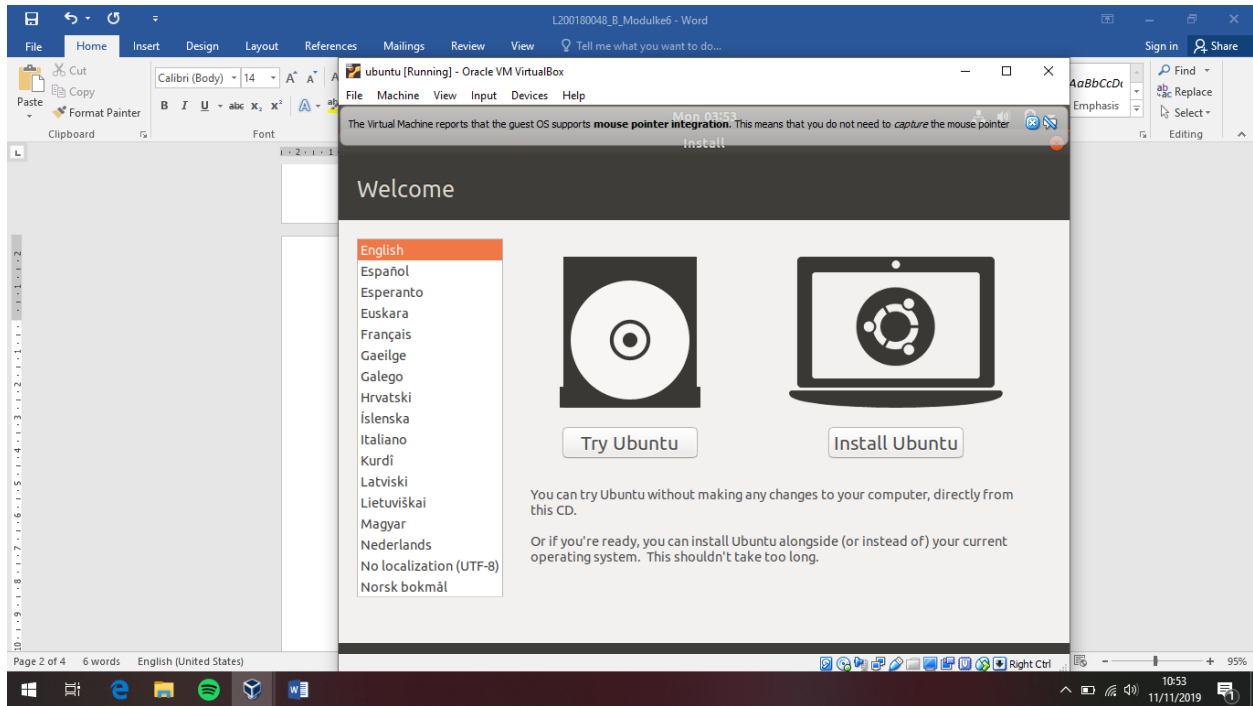 L200180048_B_Modulke6 - Word
File Home Insert Design Layout References Mailings Review View Tell me what you want to do...
Sign in Share
Cut
Copy
Format Painter
Paste
Clipboard
Calibri (Body) 14
B I U abc x₂ x²
Font
AaBbCcDc
Emphasis
Find
Replace
Select
Editing
ubuntu [Running] - Oracle VM VirtualBox
File Machine View Input Devices Help
Mon 03:53
The Virtual Machine reports that the guest OS supports mouse pointer integration. This means that you do not need to capture the mouse pointer
Install
Welcome
English
Español
Esperanto
Euskara
Français
Gaeilge
Galego
Hrvatski
Íslenska
Italiano
Kurdî
Latviski
Lietuviškai
Magyar
Nederlands
No localization (UTF-8)
Norsk bokmål
Try Ubuntu
Install Ubuntu
You can try Ubuntu without making any changes to your computer, directly from
this CD.
Or if you're ready, you can install Ubuntu alongside (or instead of) your current
operating system. This shouldn't take too long.
Right Ctrl
Page 2 of 4 6 words English (United States)
95%
10:53
11/11/2019